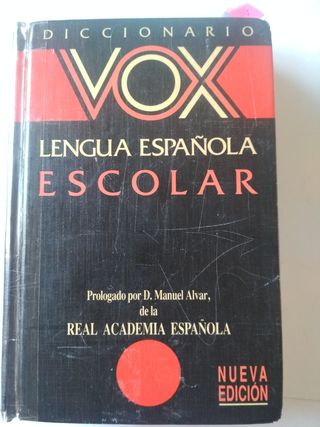 DICCIONARIO
VOX
LENGUA ESPAÑOLA
ESCOLAR
Prologado por D. Manuel Alvar,
de la
REAL ACADEMIA ESPAÑOLA
NUEVA
EDICIÓN